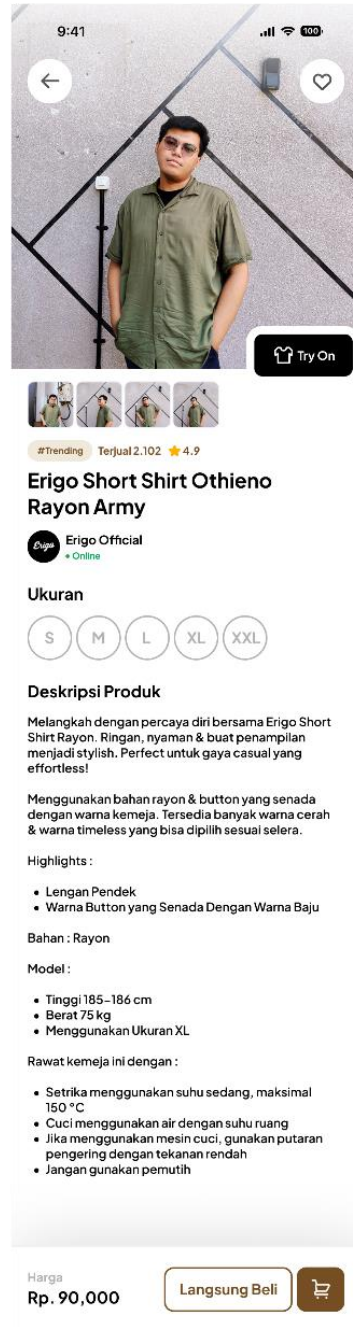 9:41
100
Try On
#Trending Terjual 2.102 4.9
Erigo Short Shirt Othieno
Rayon Army
Erigo
Erigo Official
Online
Ukuran
S M L XL XXL
Deskripsi Produk
Melangkah dengan percaya diri bersama Erigo Short
Shirt Rayon. Ringan, nyaman & buat penampilan
menjadi stylish. Perfect untuk gaya casual yang
effortless!
Menggunakan bahan rayon & button yang senada
dengan warna kemeja. Tersedia banyak warna cerah
& warna timeless yang bisa dipilih sesuai selera.
Highlights :
• Lengan Pendek
• Warna Button yang Senada Dengan Warna Baju
Bahan : Rayon
Model :
• Tinggi 185-186 cm
• Berat 75 kg
• Menggunakan Ukuran XL
Rawat kemeja ini dengan :
• Setrika menggunakan suhu sedang, maksimal
150 °C
• Cuci menggunakan air dengan suhu ruang
• Jika menggunakan mesin cuci, gunakan putaran
pengering dengan tekanan rendah
• Jangan gunakan pemutih
Harga
Rp. 90,000
Langsung Beli